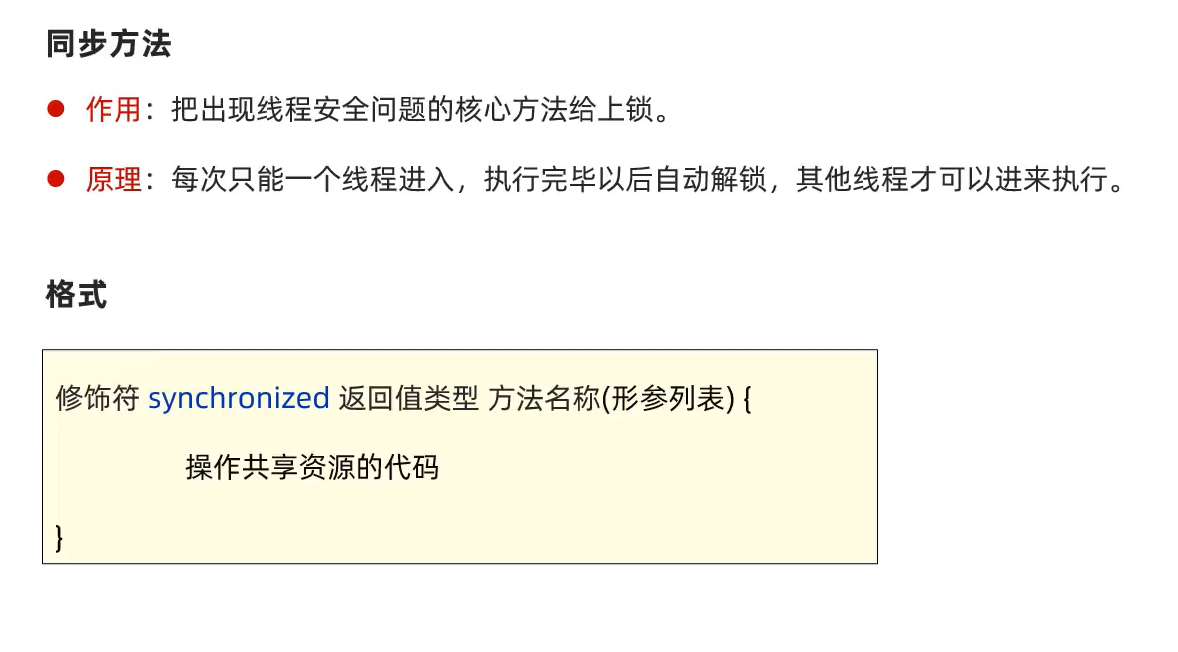 同步方法
作用：把出现线程安全问题的核心方法给上锁。
原理：每次只能一个线程进入，执行完毕以后自动解锁，其他线程才可以进来执行。
格式
修饰符 synchronized 返回值类型 方法名称(形参列表) {
操作共享资源的代码
}